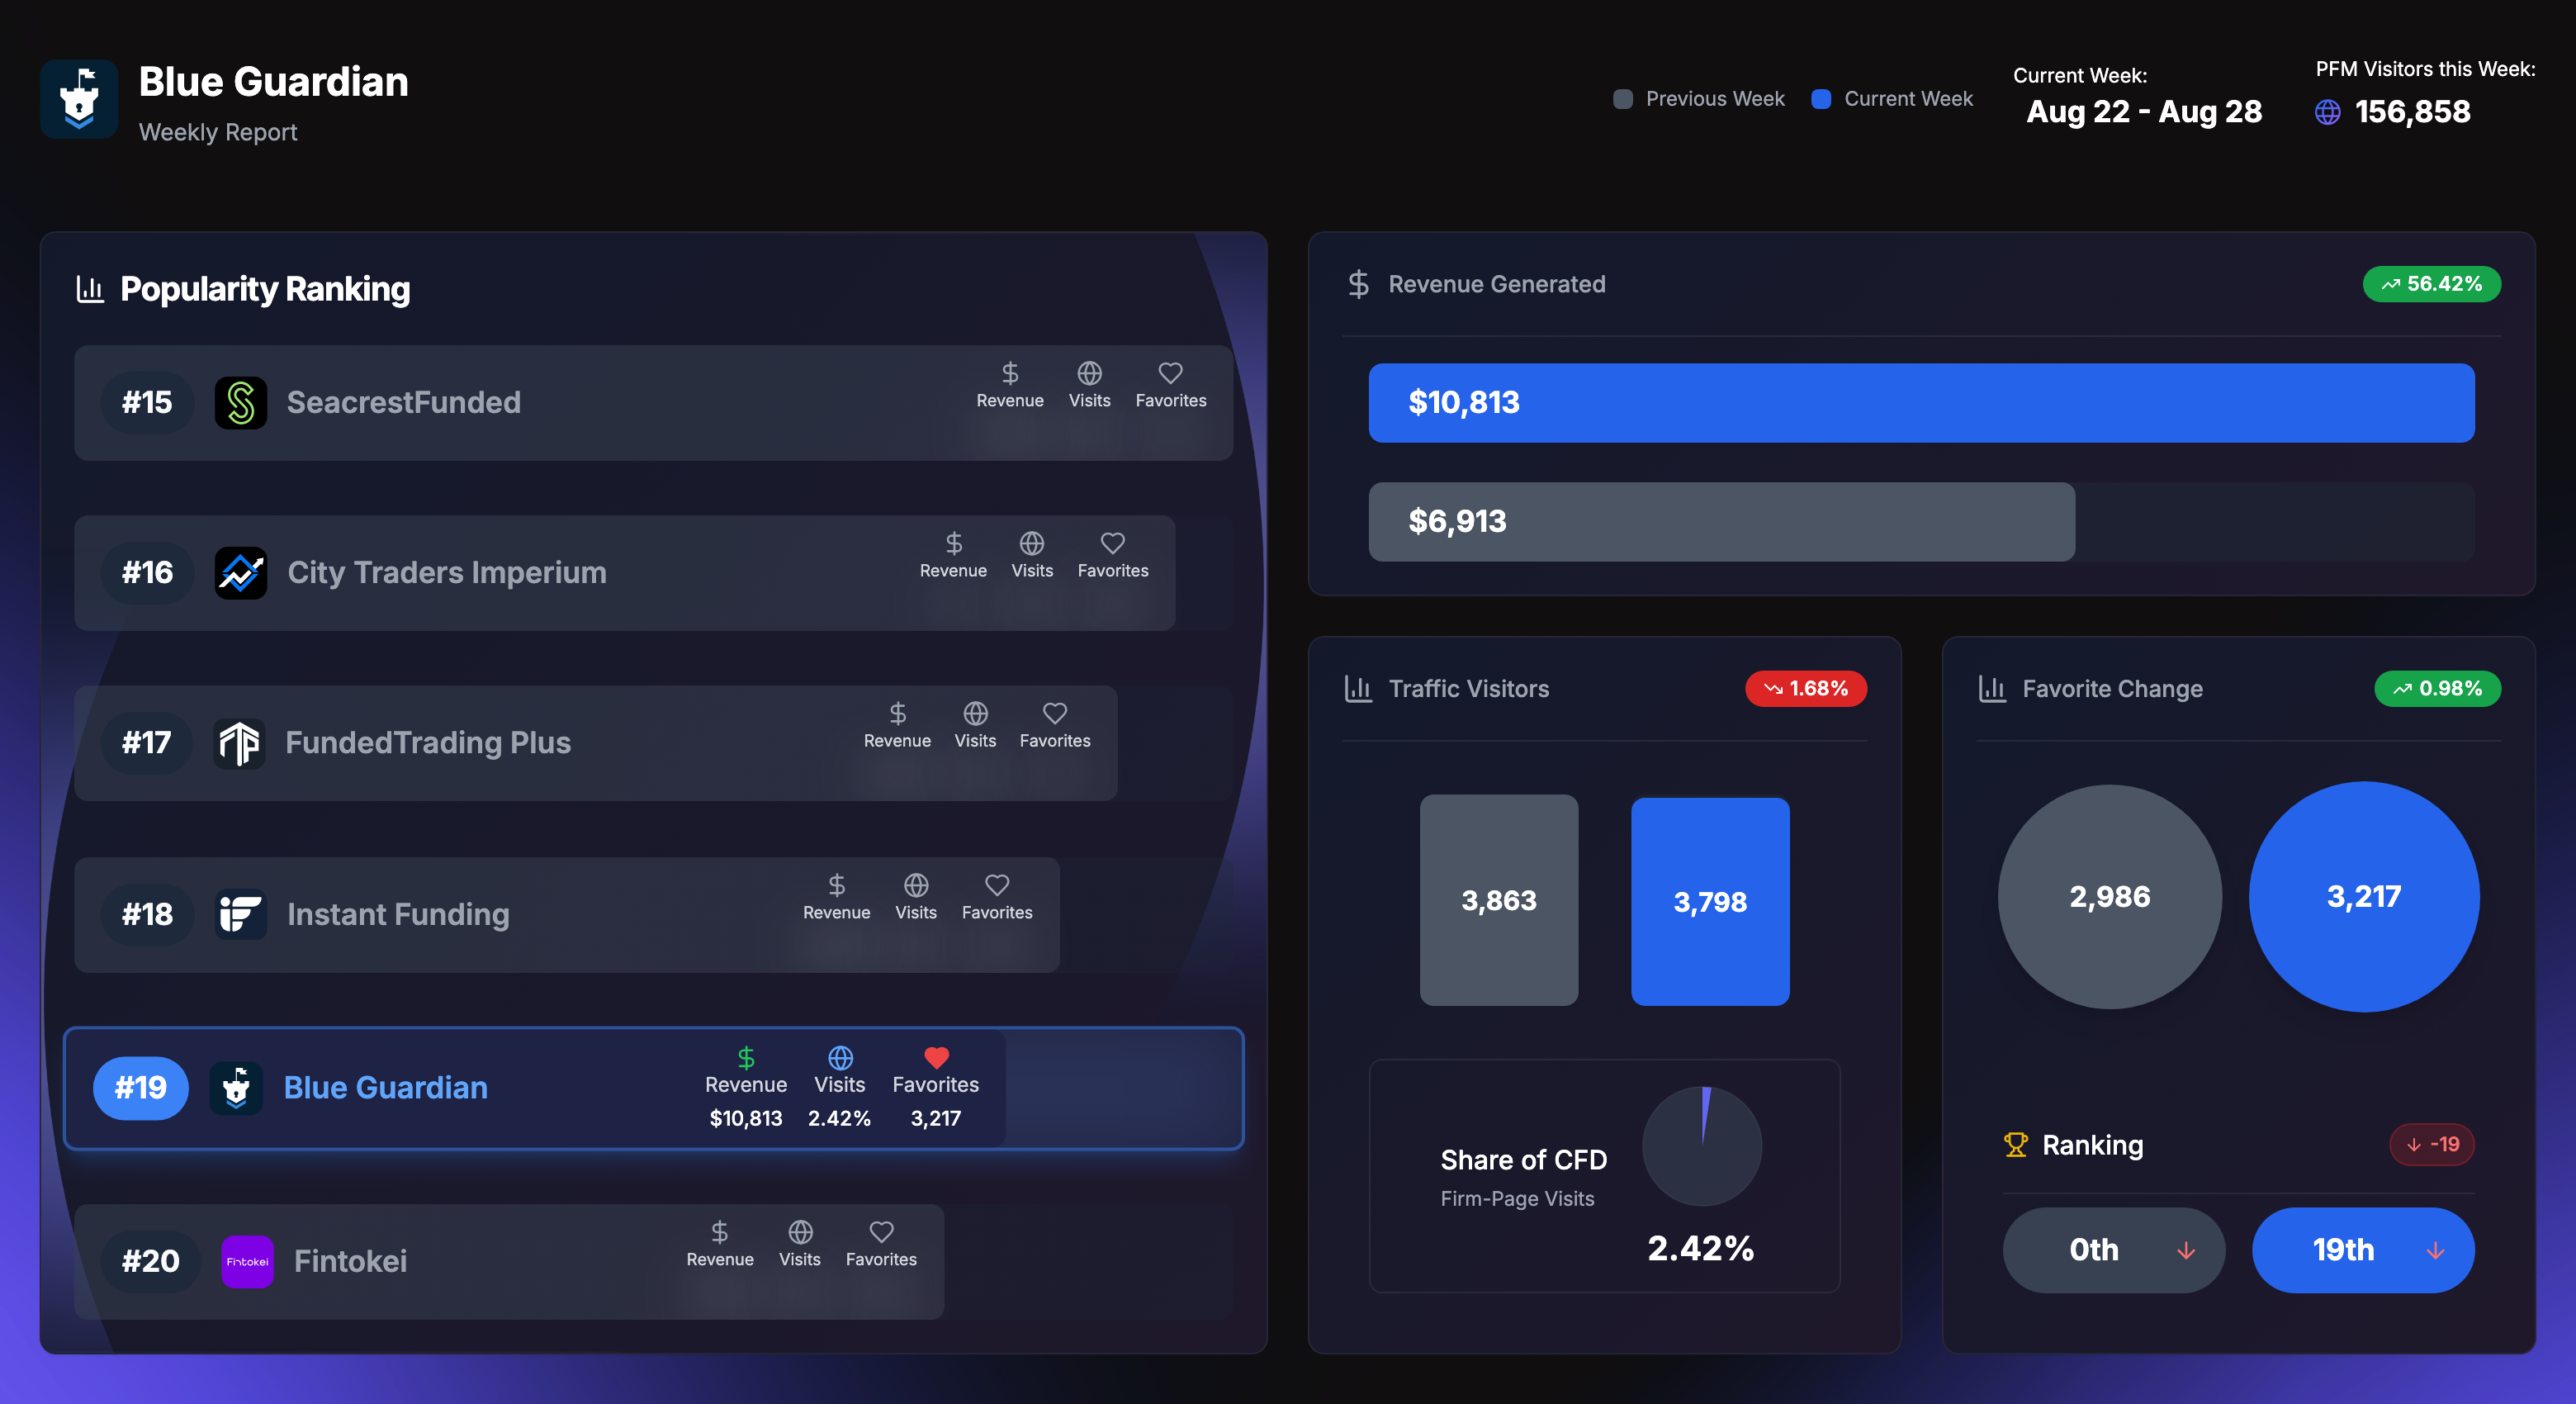 Blue Guardian
Weekly Report
Previous Week
Current Week
Current Week:
Aug 22 - Aug 28
PFM Visitors this Week:
156,858
Popularity Ranking
#15
SeacrestFunded
Revenue Visits Favorites
#16
City Traders Imperium
Revenue Visits Favorites
#17
FundedTrading Plus
Revenue Visits Favorites
#18
Instant Funding
Revenue Visits Favorites
#19
Blue Guardian
Revenue Visits Favorites
$10,813 2.42% 3,217
#20
Fintokei
Fintokei
Revenue Visits Favorites
Revenue Generated
56.42%
$10,813
$6,913
Traffic Visitors
1.68%
3,863
3,798
Share of CFD
Firm-Page Visits
2.42%
Favorite Change
0.98%
2,986
3,217
Ranking
-19
0th
19th